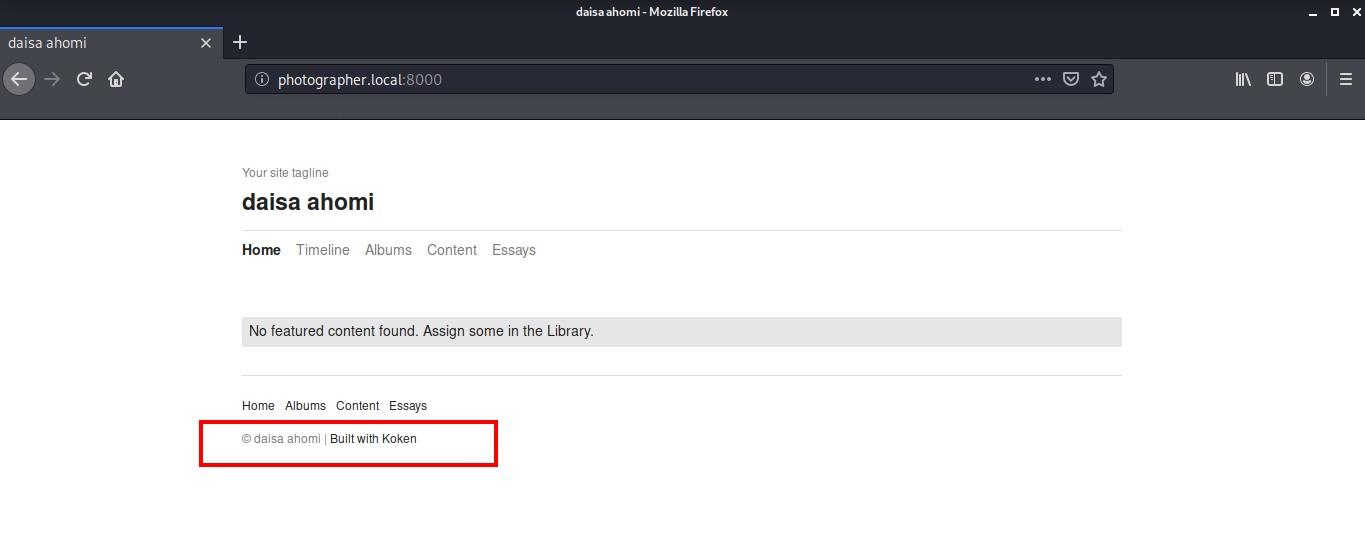 daisa ahomi - Mozilla Firefox
daisa ahomi
photographer.local:8000
Your site tagline
daisa ahomi
Home Timeline Albums Content Essays
No featured content found. Assign some in the Library.
Home Albums Content Essays
© daisa ahomi | Built with Koken